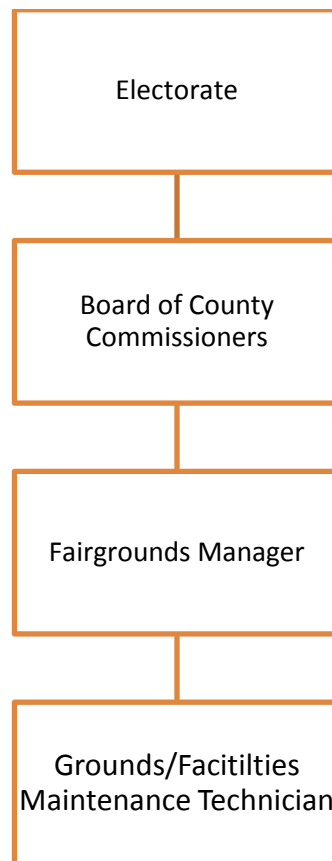 Electorate
Board of County
Commissioners
Fairgrounds Manager
Grounds/Facitilties
Maintenance Technician